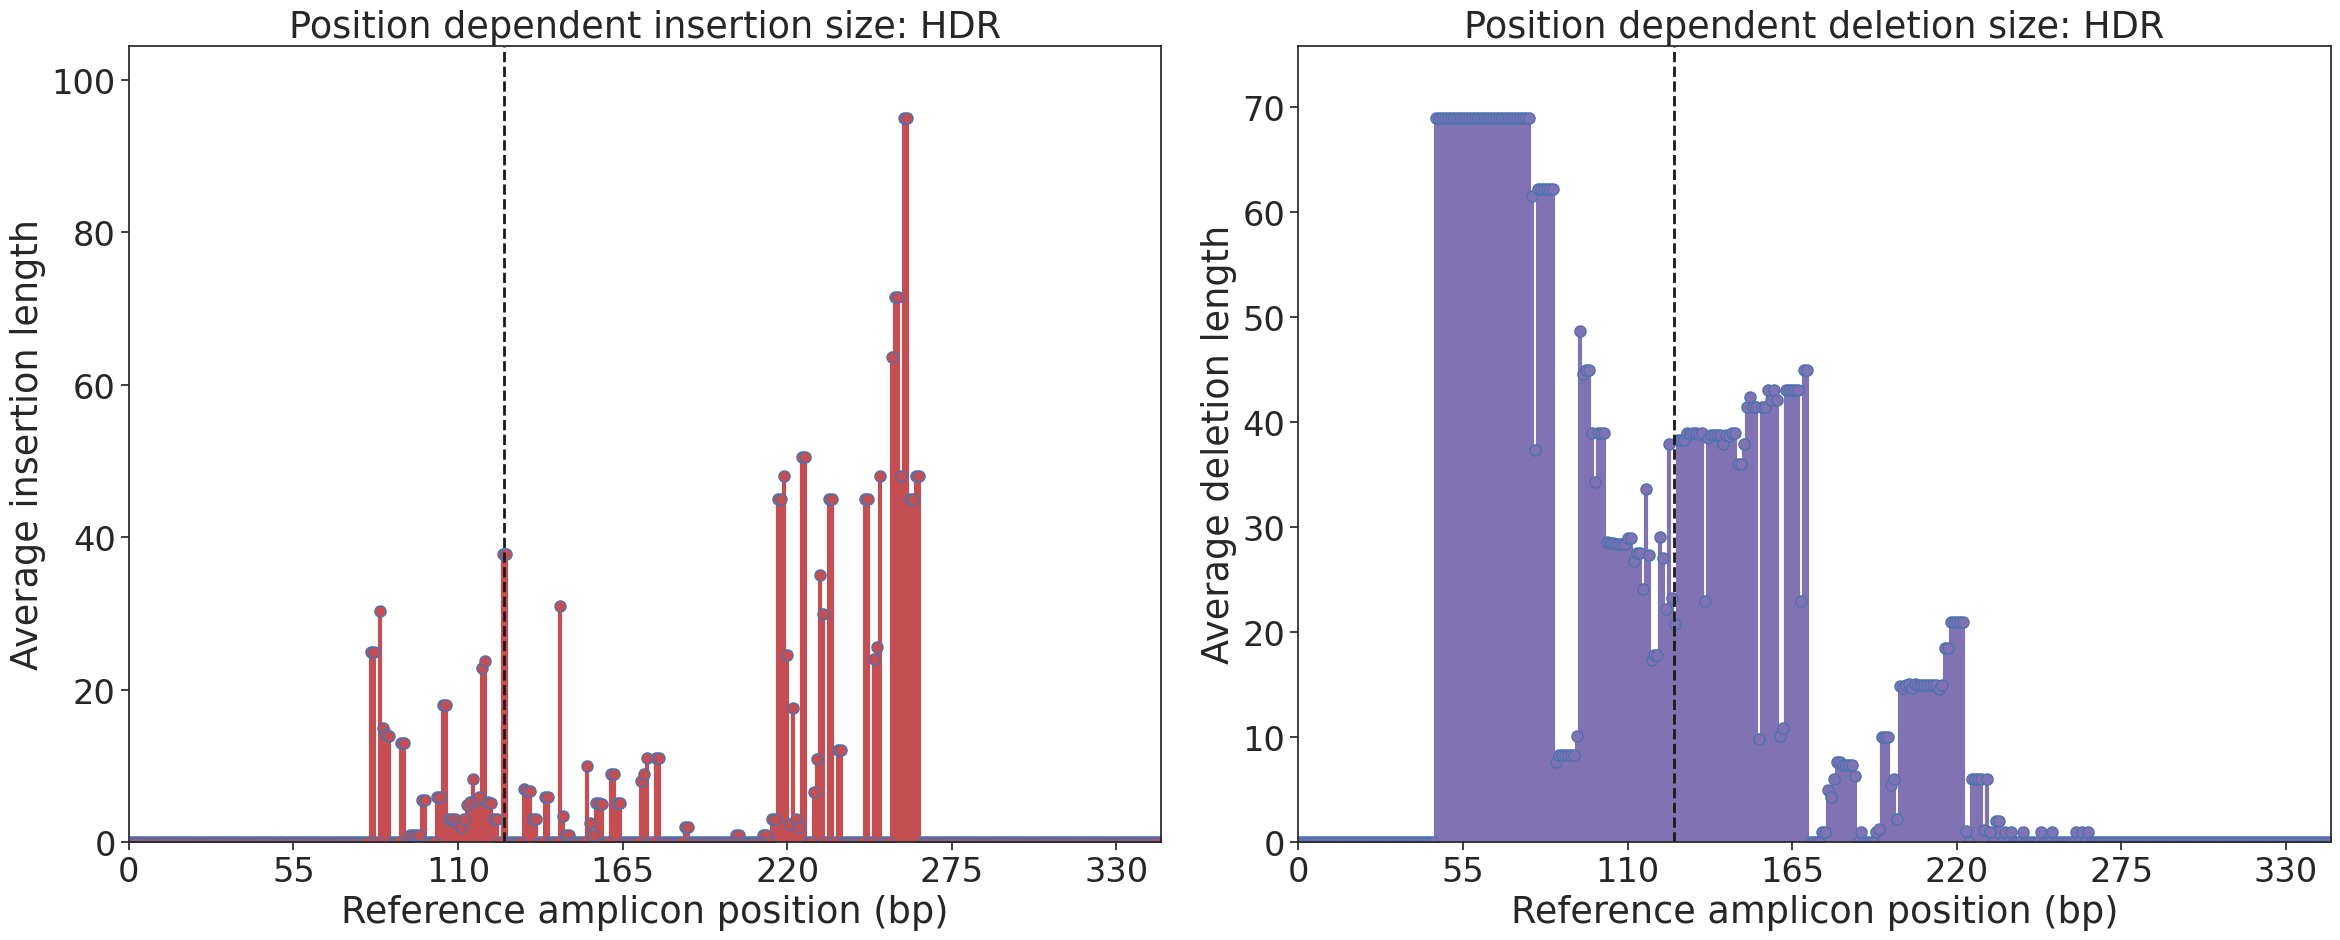 Position dependent insertion size: HDR
Average insertion length
100
80
60
40
20
0
0 55 110 165 220 275 330
Reference amplicon position (bp)
Position dependent deletion size: HDR
Average deletion length
70
60
50
40
30
20
10
0
0 55 110 165 220 275 330
Reference amplicon position (bp)